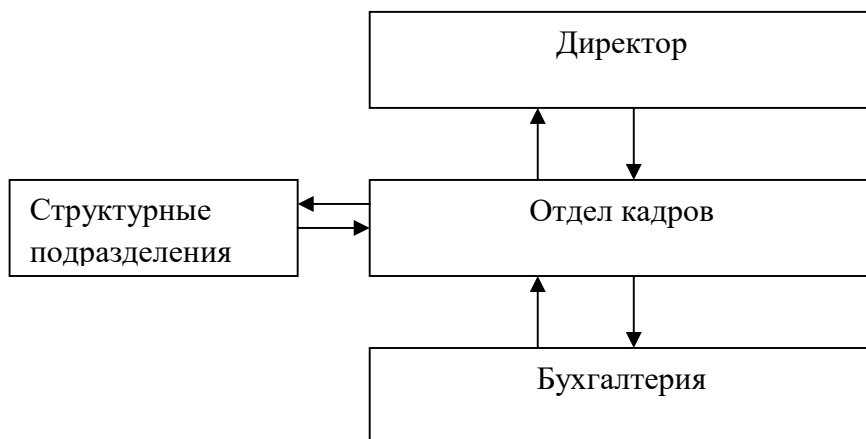 Директор
Структурные
подразделения
Отдел кадров
Бухгалтерия